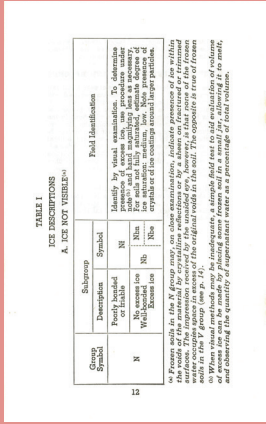 TABLE I
ICE DESCRIPTIONS
A. ICE NOT VISIBLE(a)
Group Symbol
Subgroup
Description
Symbol
Field Identification
N
Poorly bonded or friable
Nf
No excess ice
Nbn
Nb
Well-bonded
Excess ice
Nbe
Identify by visual examination. To determine
presence of excess ice, use procedure under
note (b) and hand magnifying lens as necessary.
For soils not fully saturated, estimate degree of
ice saturation: medium, low. Note presence of
crystals or of ice coatings around larger particles.
(a) Frozen soils in the N group may, on close examination, indicate presence of ice within
the voids of the material by crystalline reflections or by a sheen on fractured or trimmed
surfaces. The impression received by the unaided eye, however, is that none of the frozen
water occupies space in excess of the original voids in the soil. The opposite is true of frozen
soils in the V group (see p. 14).
(b) When visual methods may be inadequate, a simple field test to aid evaluation of volume
of excess ice can be made by placing some frozen soil in a small jar, allowing it to melt,
and observing the quantity of supernatant water as a percentage of total volume.
12